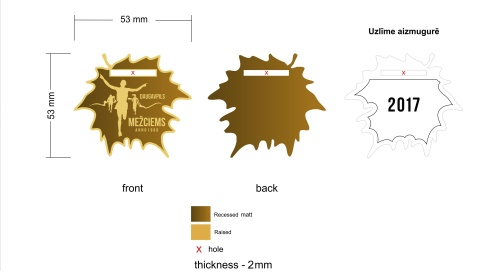 53 mm
Uzlīme aizmugurē
53 mm
X
DAUGAVPILS
MEŽCIEMS
X
X
2017
front
back
Recessed matt
Raised
X hole
thickness - 2mm